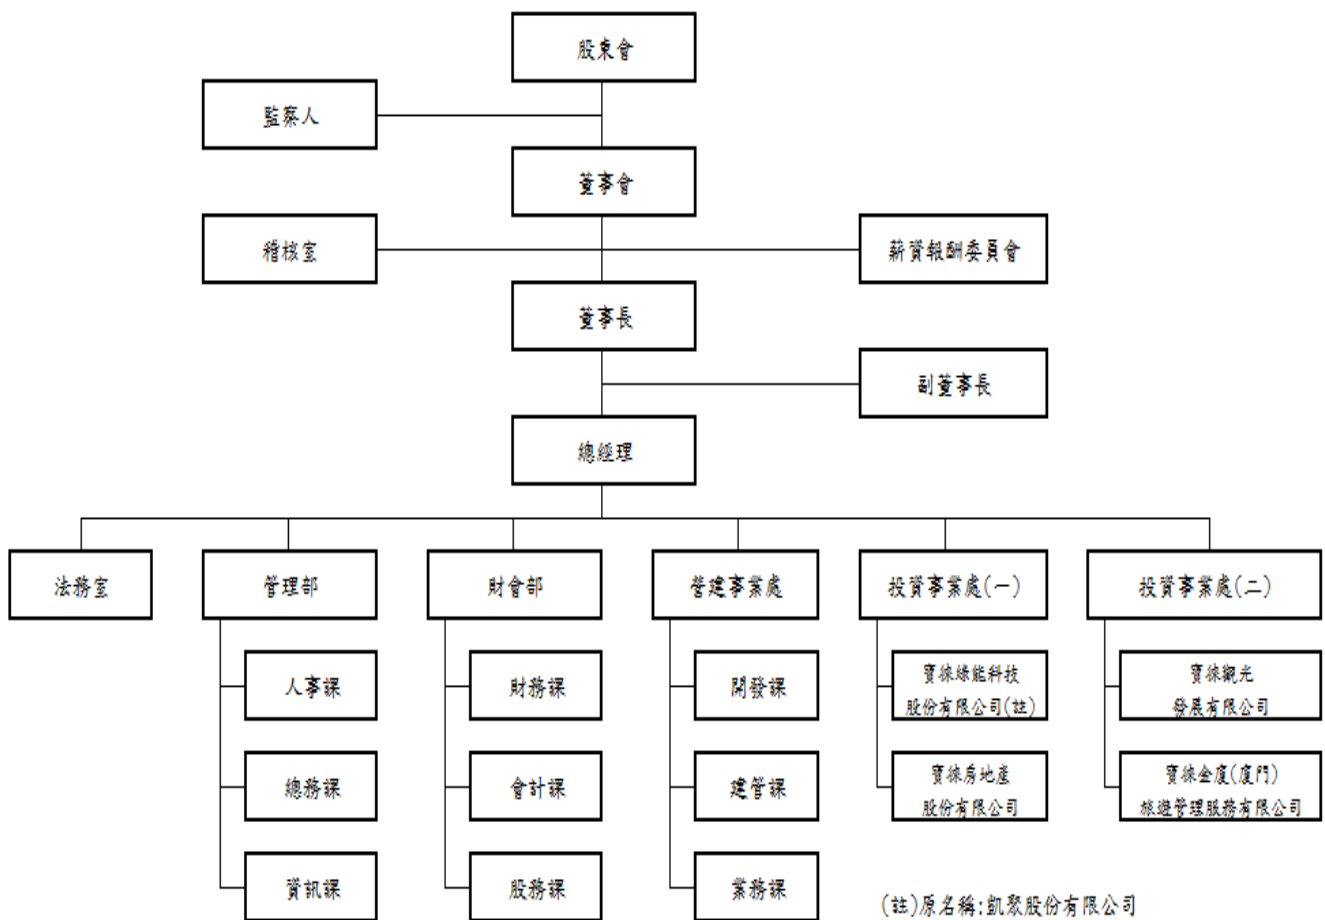 股東會
監察人
董事會
稽核室
薪資報酬委員會
董事長
副董事長
總經理
法務室
管理部
財會部
營建事業處
投資事業處(一)
投資事業處(二)
人事課
財務課
開發課
寶徠綠能科技
股份有限公司(註)
寶徠觀光
發展有限公司
總務課
會計課
建管課
寶徠房地產
股份有限公司
寶徠金廈(廈門)
旅遊管理服務有限公司
資訊課
股務課
業務課
(註)原名稱:凱聚股份有限公司